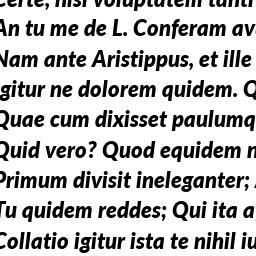 Certe, nisi voluptatem tanti
An tu me de L. Conferam av
Nam ante Aristippus, et ille
igitur ne dolorem quidem. Q
Quae cum dixisset paulumq
Quid vero? Quod equidem n
Primum divisit ineleganter;
Tu quidem reddes; Qui ita a
Collatio igitur ista te nihil iu